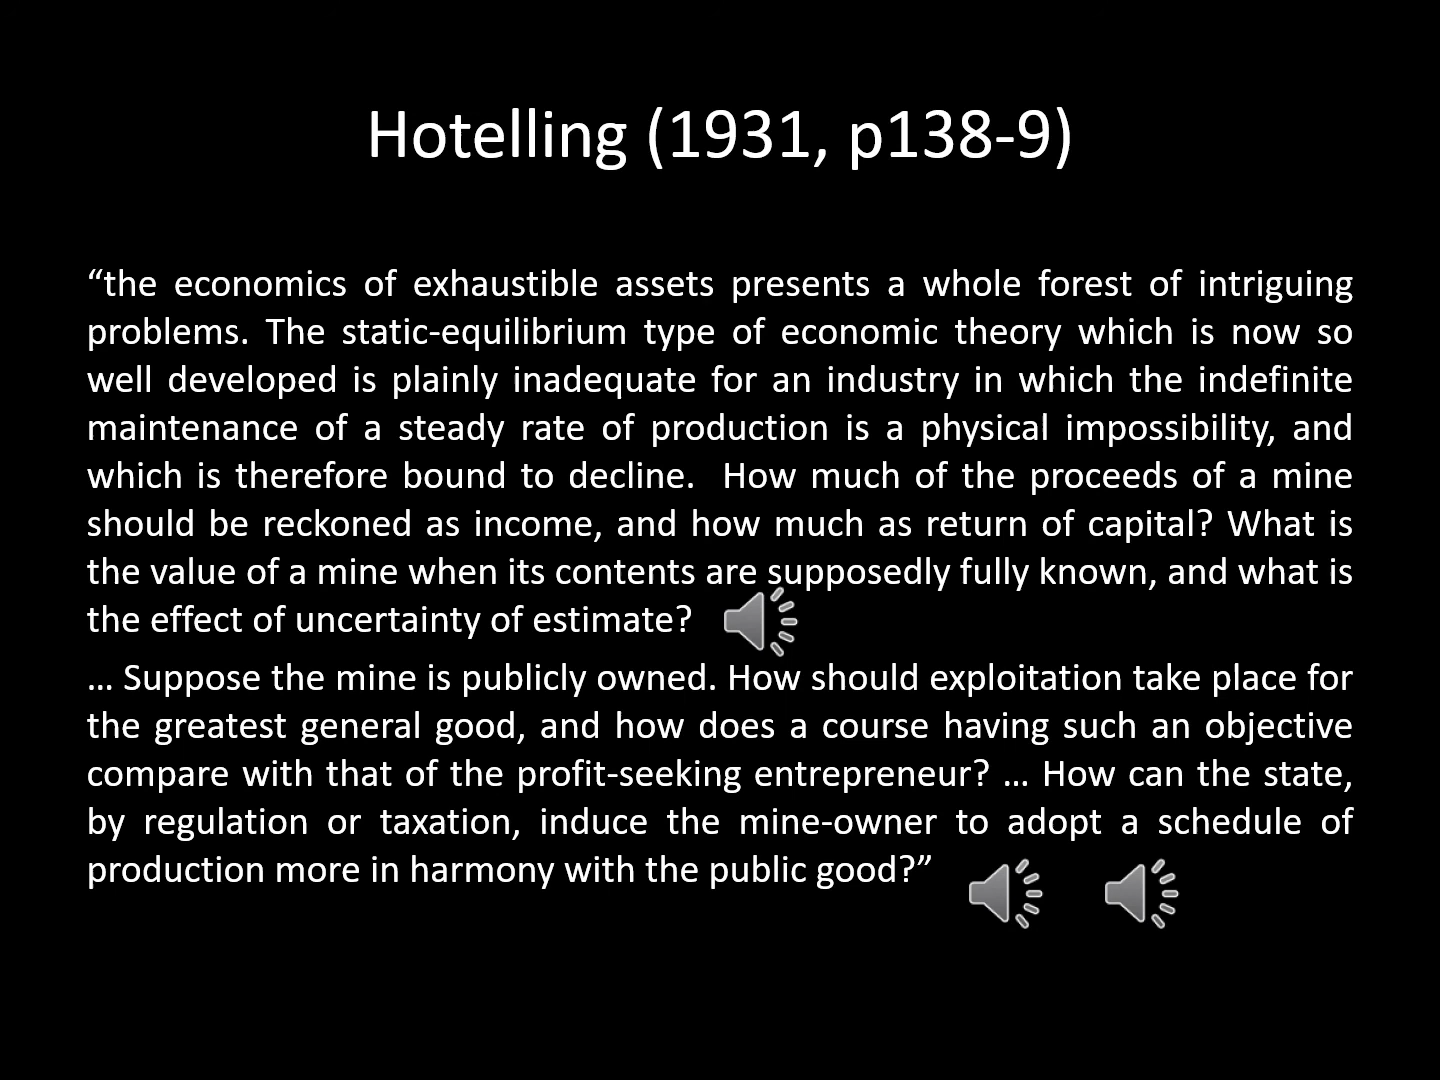 Hotelling (1931, p138-9)
“the economics of exhaustible assets presents a whole forest of intriguing
problems. The static-equilibrium type of economic theory which is now so
well developed is plainly inadequate for an industry in which the indefinite
maintenance of a steady rate of production is a physical impossibility, and
which is therefore bound to decline.  How much of the proceeds of a mine
should be reckoned as income, and how much as return of capital? What is
the value of a mine when its contents are supposedly fully known, and what is
the effect of uncertainty of estimate?
… Suppose the mine is publicly owned. How should exploitation take place for
the greatest general good, and how does a course having such an objective
compare with that of the profit-seeking entrepreneur? … How can the state,
by regulation or taxation, induce the mine-owner to adopt a schedule of
production more in harmony with the public good?”